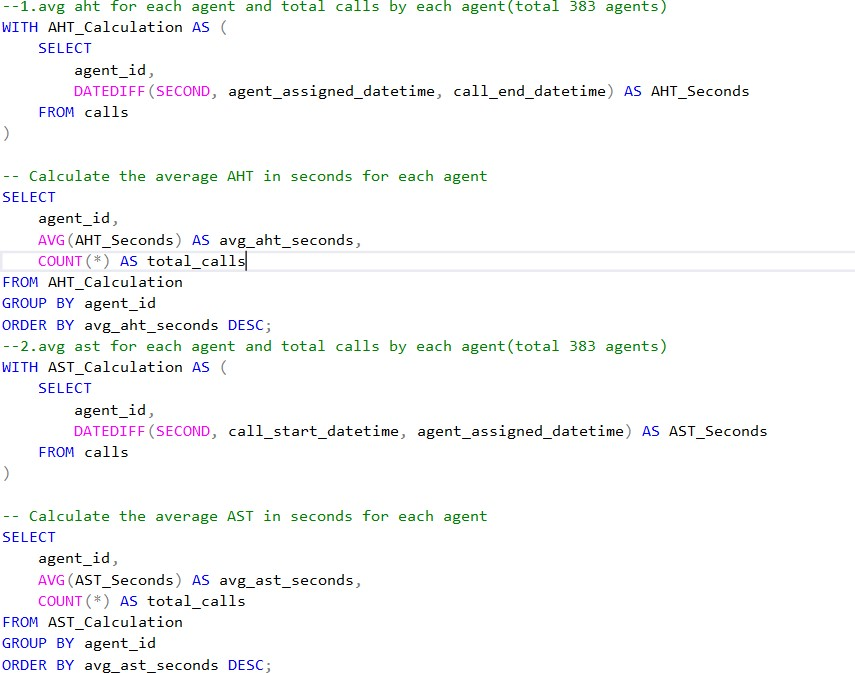 --1.avg aht for each agent and total calls by each agent(total 383 agents)
WITH AHT_Calculation AS (
    SELECT
        agent_id,
        DATEDIFF(SECOND, agent_assigned_datetime, call_end_datetime) AS AHT_Seconds
    FROM calls
)

-- Calculate the average AHT in seconds for each agent
SELECT
    agent_id,
    AVG(AHT_Seconds) AS avg_aht_seconds,
    COUNT(*) AS total_calls
FROM AHT_Calculation
GROUP BY agent_id
ORDER BY avg_aht_seconds DESC;
--2.avg ast for each agent and total calls by each agent(total 383 agents)
WITH AST_Calculation AS (
    SELECT
        agent_id,
        DATEDIFF(SECOND, call_start_datetime, agent_assigned_datetime) AS AST_Seconds
    FROM calls
)

-- Calculate the average AST in seconds for each agent
SELECT
    agent_id,
    AVG(AST_Seconds) AS avg_ast_seconds,
    COUNT(*) AS total_calls
FROM AST_Calculation
GROUP BY agent_id
ORDER BY avg_ast_seconds DESC;